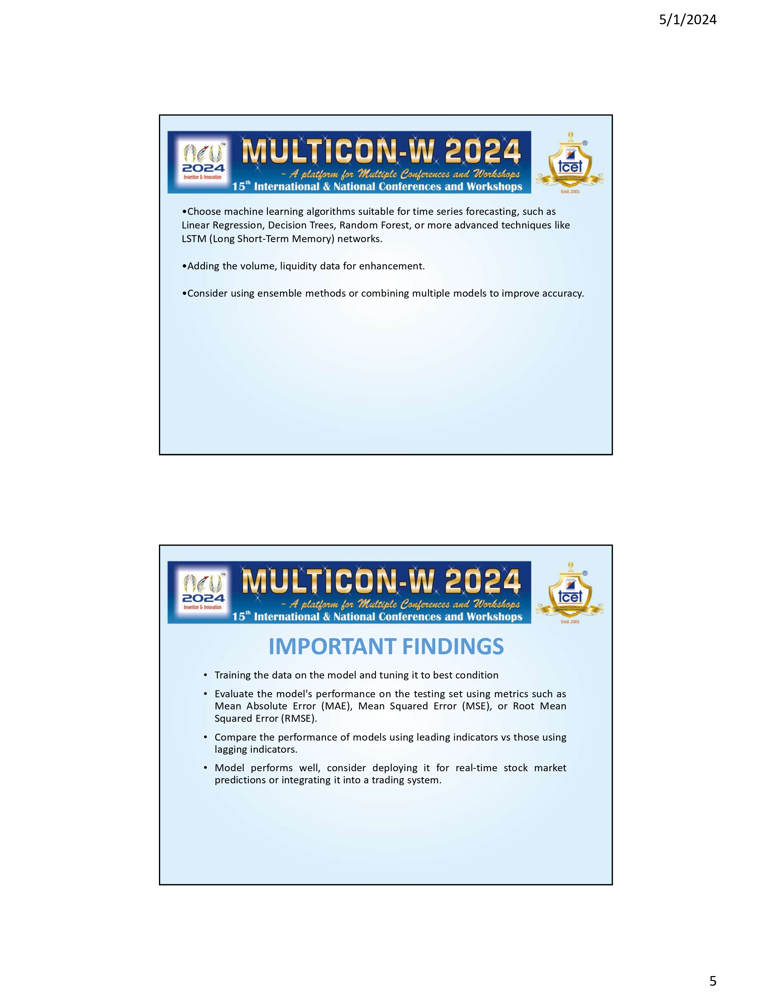 5/1/2024
new
TM
2024
Invention & Innovation
MULTICON-W 2024
- A platform for Multiple Conferences and Workshops
15th International & National Conferences and Workshops
®
tcet
Estd. 2001
•Choose machine learning algorithms suitable for time series forecasting, such as
Linear Regression, Decision Trees, Random Forest, or more advanced techniques like
LSTM (Long Short-Term Memory) networks.
•Adding the volume, liquidity data for enhancement.
•Consider using ensemble methods or combining multiple models to improve accuracy.
TM
2024
Invention & Innovation
MULTICON-W 2024
- A platform for Multiple Conferences and Workshops
15th International & National Conferences and Workshops
®
tcet
Estd. 2001
IMPORTANT FINDINGS
• Training the data on the model and tuning it to best condition
• Evaluate the model's performance on the testing set using metrics such as
Mean Absolute Error (MAE), Mean Squared Error (MSE), or Root Mean
Squared Error (RMSE).
• Compare the performance of models using leading indicators vs those using
lagging indicators.
• Model performs well, consider deploying it for real-time stock market
predictions or integrating it into a trading system.
5